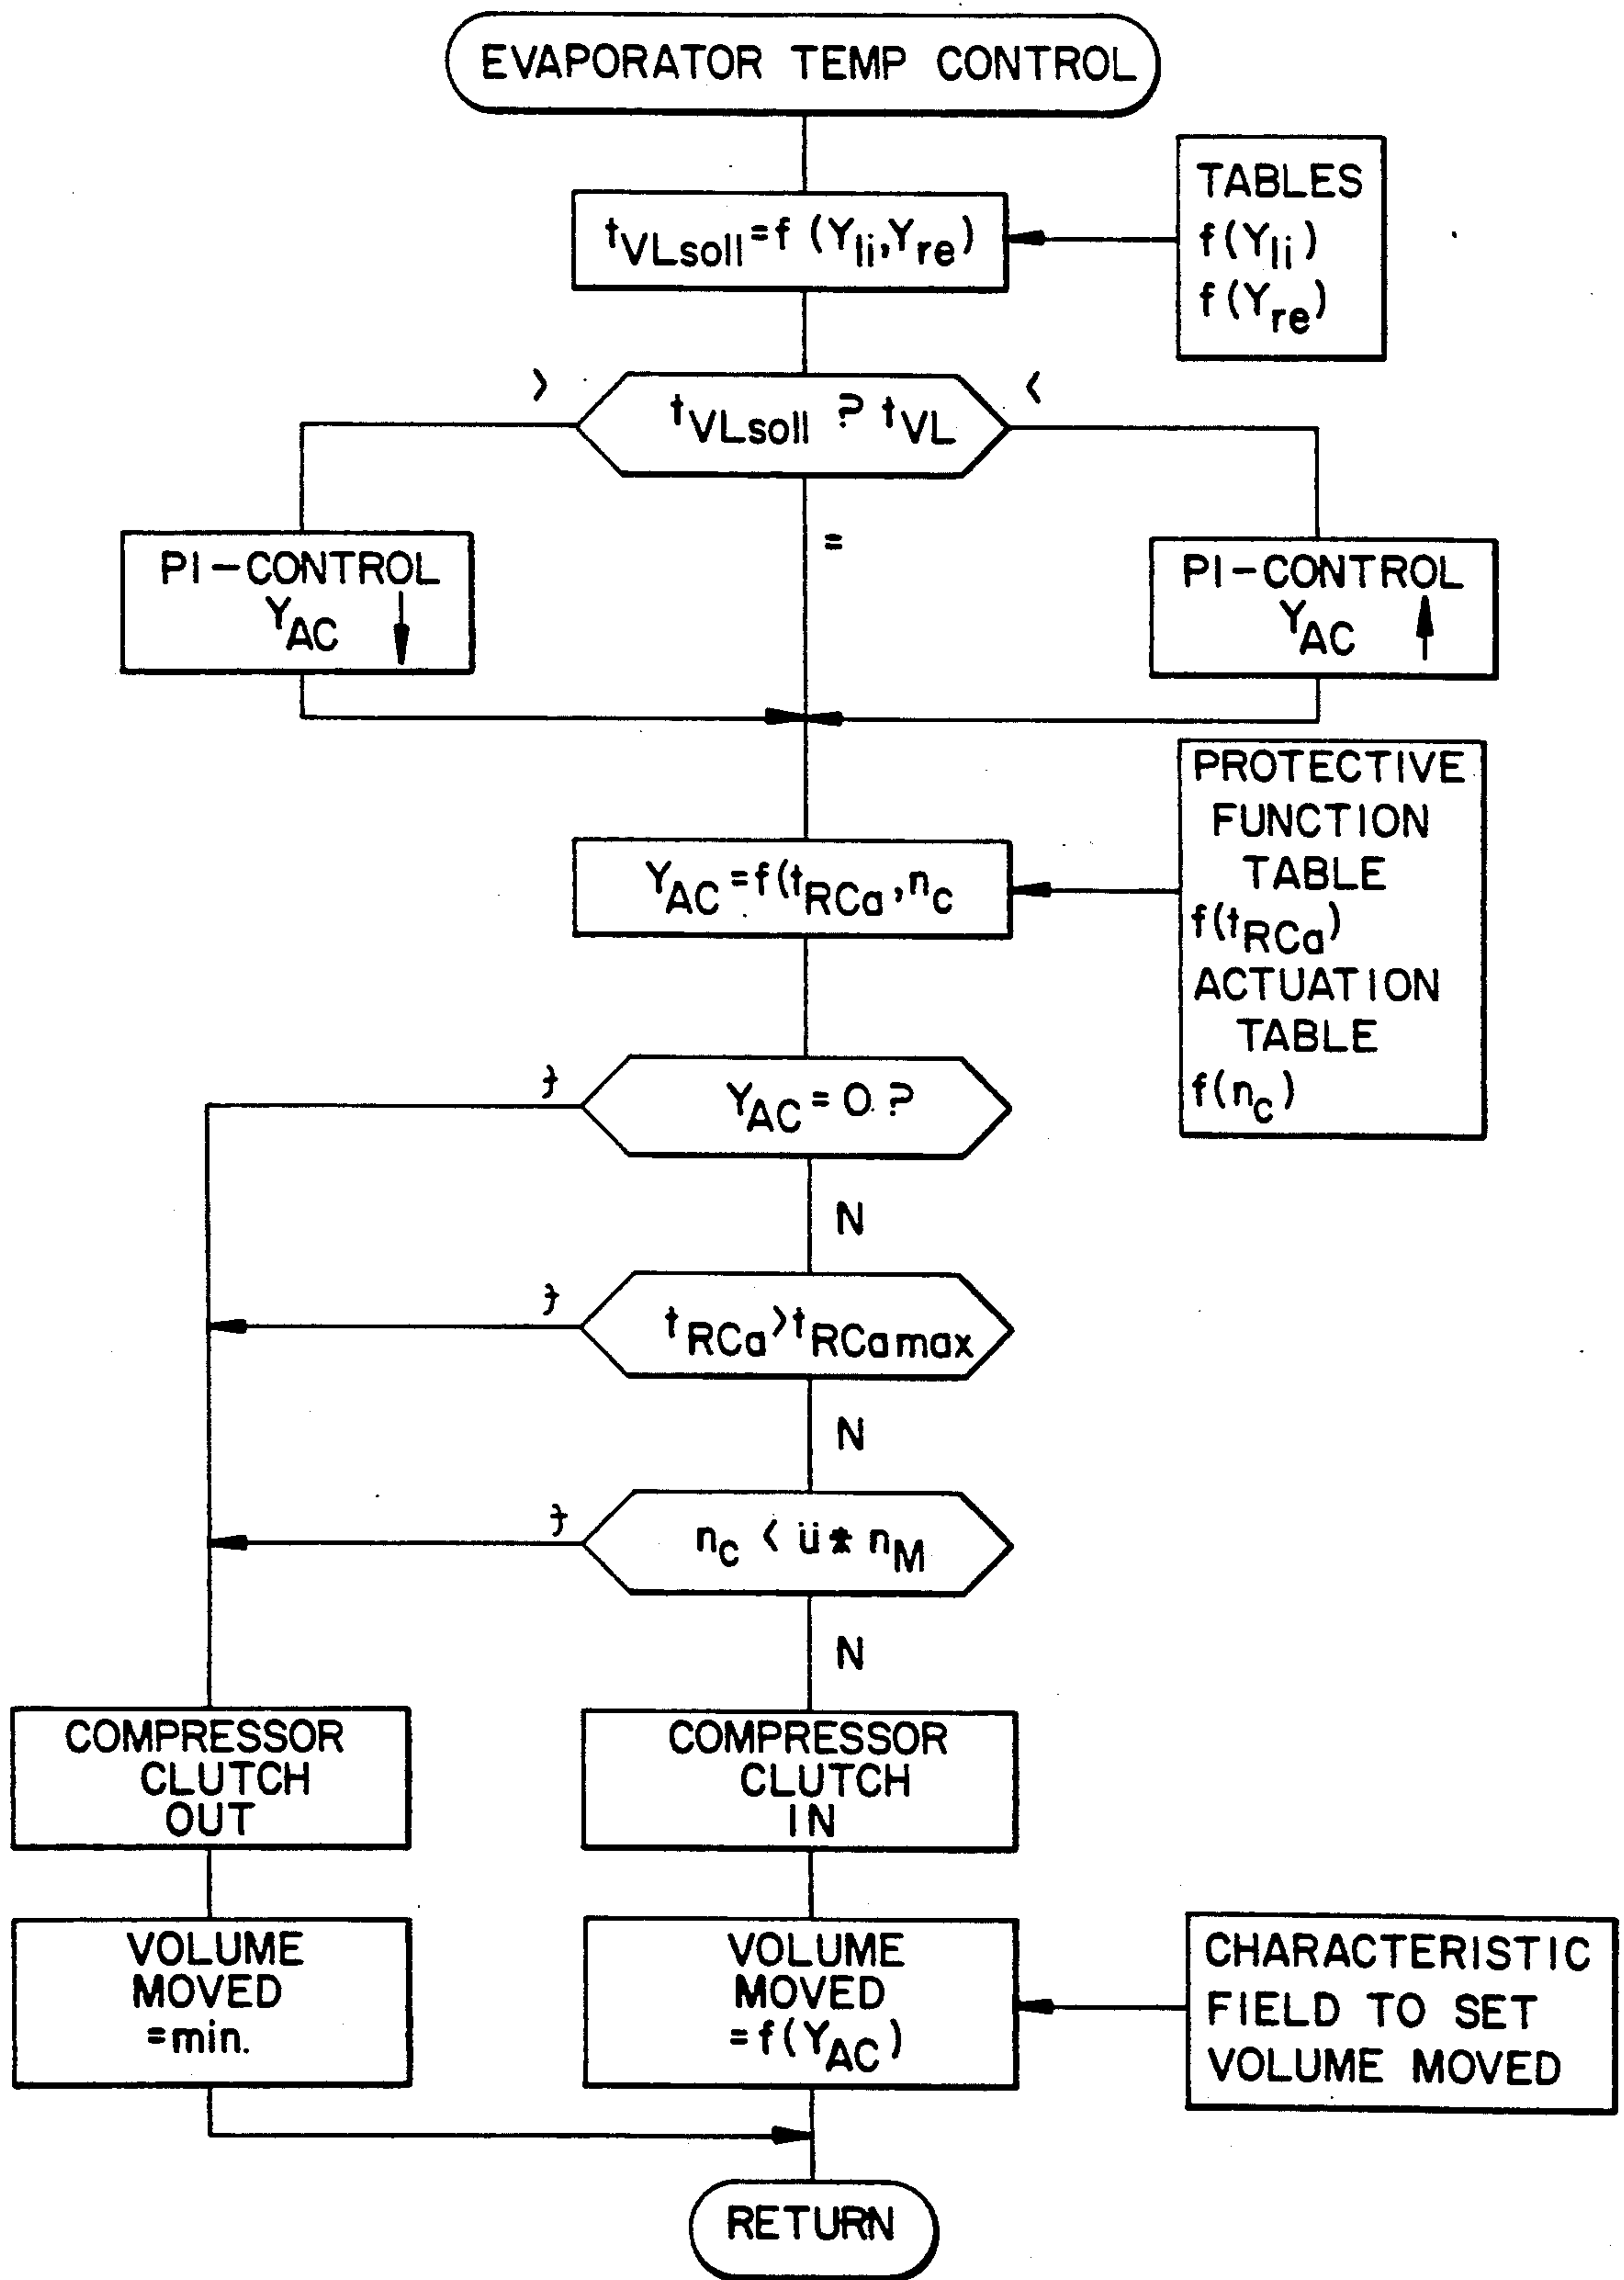 EVAPORATOR TEMP CONTROL
tVLsoll=f (Yli,Yre)
TABLES
f(Yli)
f(Yre)
>
tVLsoll ? tVL
<
=
PI-CONTROL
YAC ↓
PI-CONTROL
YAC ↑
YAC=f(tRCa,nc
PROTECTIVE
FUNCTION
TABLE
f(tRCa)
ACTUATION
TABLE
f(nc)
YAC=0.?
N
tRCa>tRCamax
N
nc < ü* nM
N
COMPRESSOR
CLUTCH
OUT
COMPRESSOR
CLUTCH
IN
VOLUME
MOVED
=min.
VOLUME
MOVED
=f(YAC)
CHARACTERISTIC
FIELD TO SET
VOLUME MOVED
RETURN